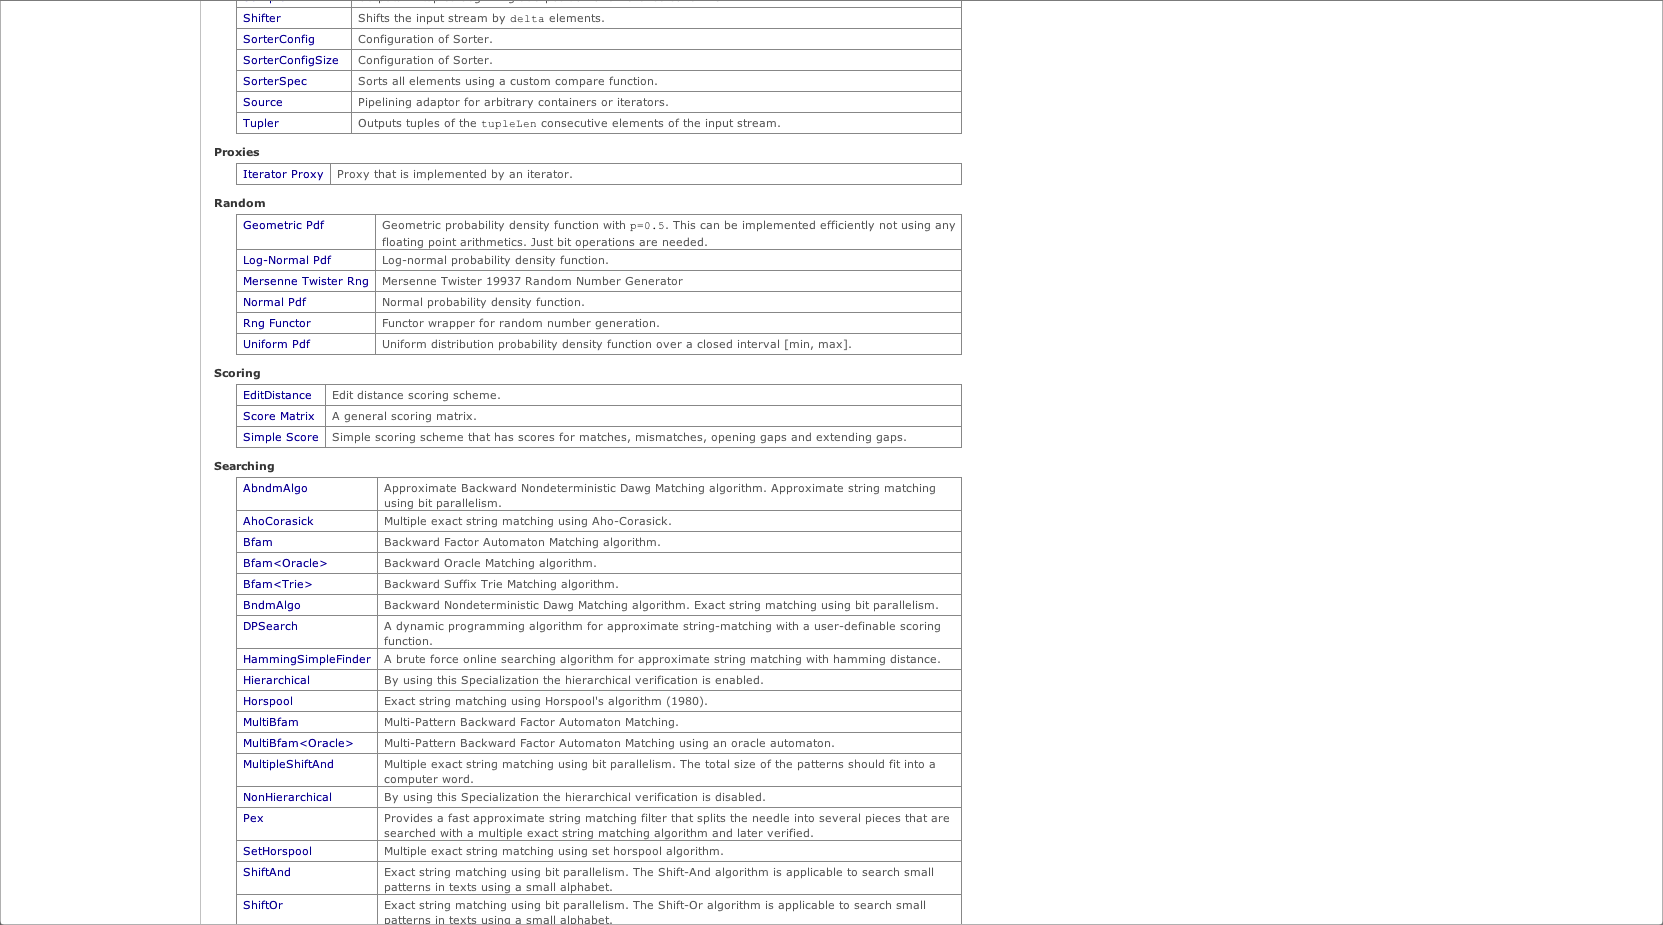 Shifter Shifts the input stream by delta elements.
SorterConfig Configuration of Sorter.
SorterConfigSize Configuration of Sorter.
SorterSpec Sorts all elements using a custom compare function.
Source Pipelining adaptor for arbitrary containers or iterators.
Tupler Outputs tuples of the tupleLen consecutive elements of the input stream.
Proxies
Iterator Proxy Proxy that is implemented by an iterator.
Random
Geometric Pdf Geometric probability density function with p=0.5. This can be implemented efficiently not using any
floating point arithmetics. Just bit operations are needed.
Log-Normal Pdf Log-normal probability density function.
Mersenne Twister Rng Mersenne Twister 19937 Random Number Generator
Normal Pdf Normal probability density function.
Rng Functor Functor wrapper for random number generation.
Uniform Pdf Uniform distribution probability density function over a closed interval [min, max].
Scoring
EditDistance Edit distance scoring scheme.
Score Matrix A general scoring matrix.
Simple Score Simple scoring scheme that has scores for matches, mismatches, opening gaps and extending gaps.
Searching
AbndmAlgo Approximate Backward Nondeterministic Dawg Matching algorithm. Approximate string matching
using bit parallelism.
AhoCorasick Multiple exact string matching using Aho-Corasick.
Bfam Backward Factor Automaton Matching algorithm.
Bfam<Oracle> Backward Oracle Matching algorithm.
Bfam<Trie> Backward Suffix Trie Matching algorithm.
BndmAlgo Backward Nondeterministic Dawg Matching algorithm. Exact string matching using bit parallelism.
DPSearch A dynamic programming algorithm for approximate string-matching with a user-definable scoring
function.
HammingSimpleFinder A brute force online searching algorithm for approximate string matching with hamming distance.
Hierarchical By using this Specialization the hierarchical verification is enabled.
Horspool Exact string matching using Horspool's algorithm (1980).
MultiBfam Multi-Pattern Backward Factor Automaton Matching.
MultiBfam<Oracle> Multi-Pattern Backward Factor Automaton Matching using an oracle automaton.
MultipleShiftAnd Multiple exact string matching using bit parallelism. The total size of the patterns should fit into a
computer word.
NonHierarchical By using this Specialization the hierarchical verification is disabled.
Pex Provides a fast approximate string matching filter that splits the needle into several pieces that are
searched with a multiple exact string matching algorithm and later verified.
SetHorspool Multiple exact string matching using set horspool algorithm.
ShiftAnd Exact string matching using bit parallelism. The Shift-And algorithm is applicable to search small
patterns in texts using a small alphabet.
ShiftOr Exact string matching using bit parallelism. The Shift-Or algorithm is applicable to search small
patterns in texts using a small alphabet.